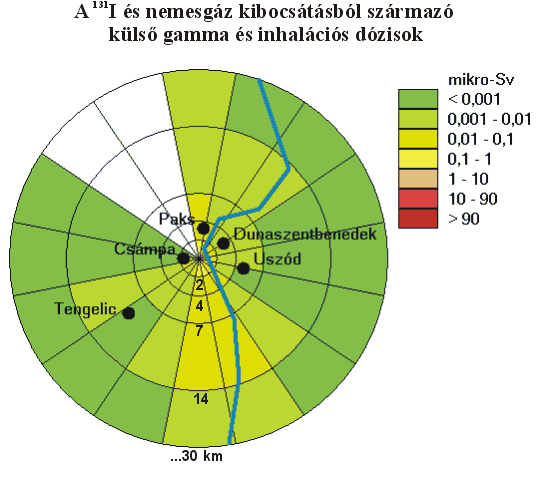 A ¹³¹I és nemesgáz kibocsátásból származó
külső gamma és inhalációs dózisok
mikro-Sv
< 0,001
0,001 - 0,01
0,01 - 0,1
0,1 - 1
1 - 10
10 - 90
> 90
Paks
Dunaszentbenedek
Csámpa
Uszód
2
4
Tengelic
7
14
...30 km